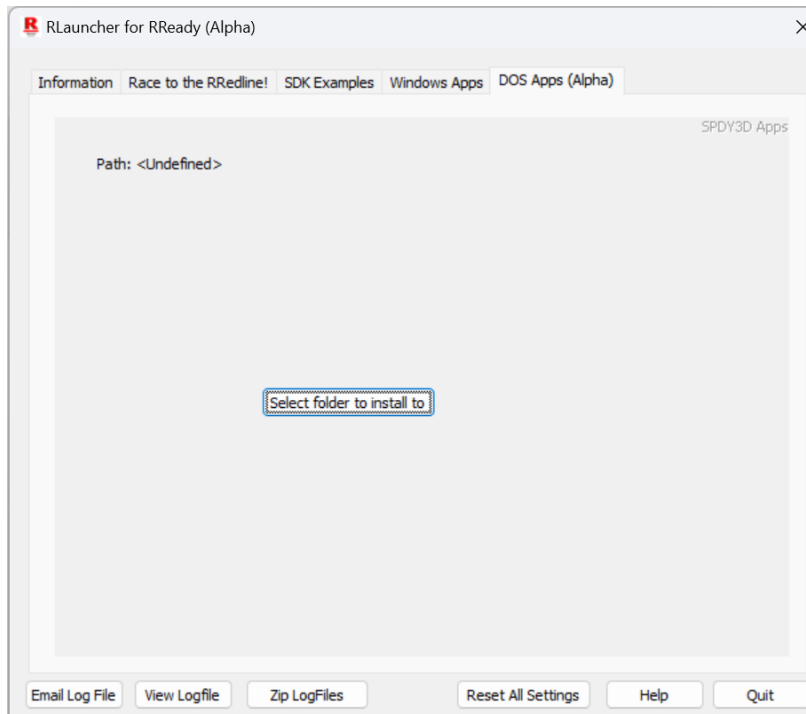 RLauncher for RReady (Alpha)
Information Race to the RRedline! SDK Examples Windows Apps DOS Apps (Alpha)
SPDY3D Apps
Path: <Undefined>
Select folder to install to
Email Log File View Logfile Zip LogFiles Reset All Settings Help Quit